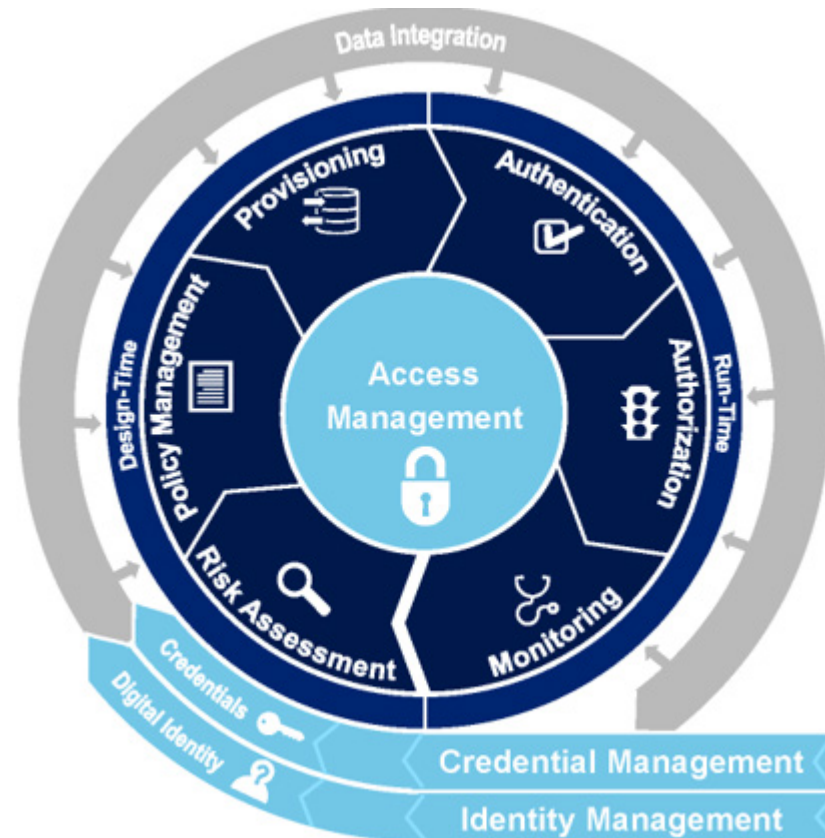 Data Integration
Provisioning
Authentication
Policy Management
Access
Management
Authorization
Design-Time
Run-Time
Risk Assessment
Monitoring
Credentials
Digital Identity
Credential Management
Identity Management